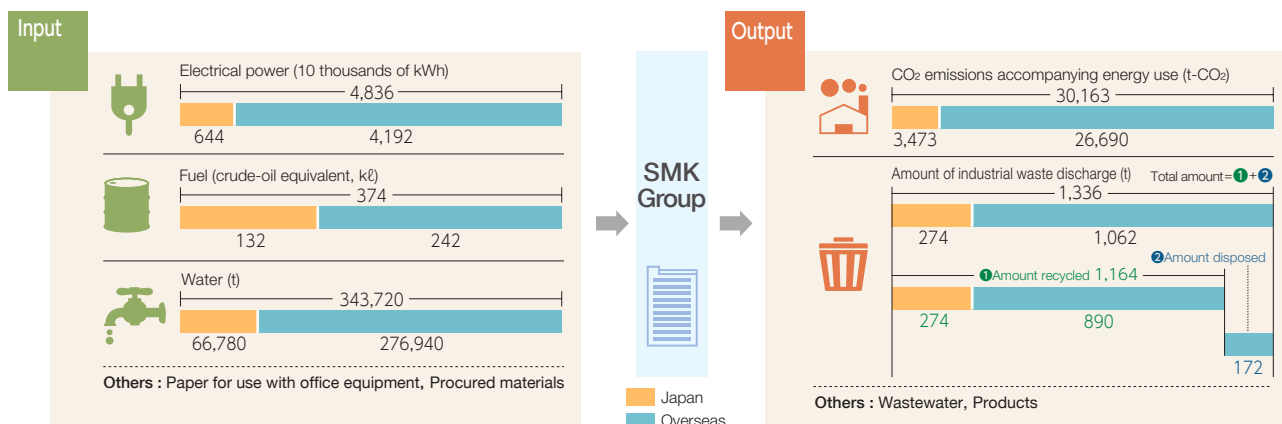 Input
Electrical power (10 thousands of kWh)
4,836
644 4,192
Fuel (crude-oil equivalent, kℓ)
374
132 242
Water (t)
343,720
66,780 276,940
Others : Paper for use with office equipment, Procured materials
SMK
Group
Japan
Overseas
Output
CO₂ emissions accompanying energy use (t-CO₂)
30,163
3,473 26,690
Amount of industrial waste discharge (t) Total amount=❶+❷
1,336
274 1,062
❷Amount disposed
❶Amount recycled 1,164
274 890
172
Others : Wastewater, Products